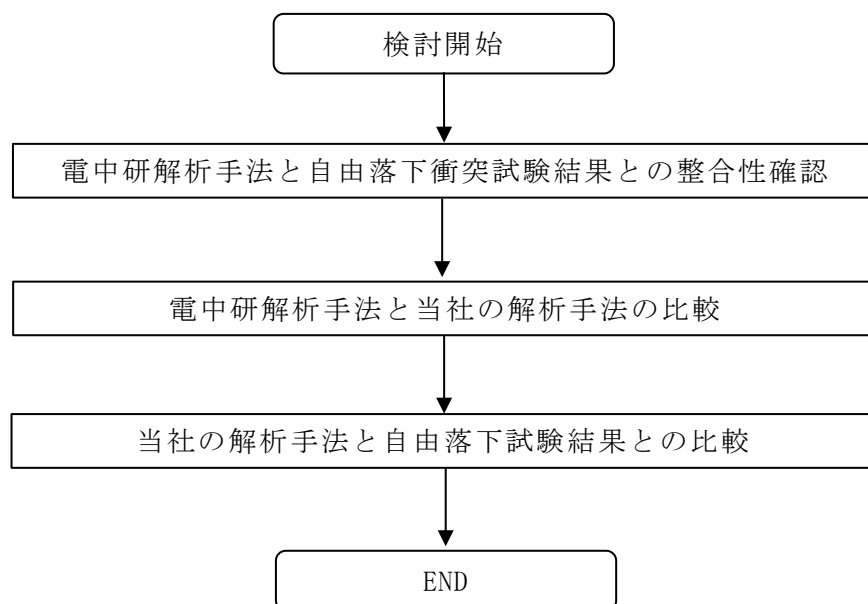 検討開始
電中研解析手法と自由落下衝突試験結果との整合性確認
電中研解析手法と当社の解析手法の比較
当社の解析手法と自由落下試験結果との比較
END